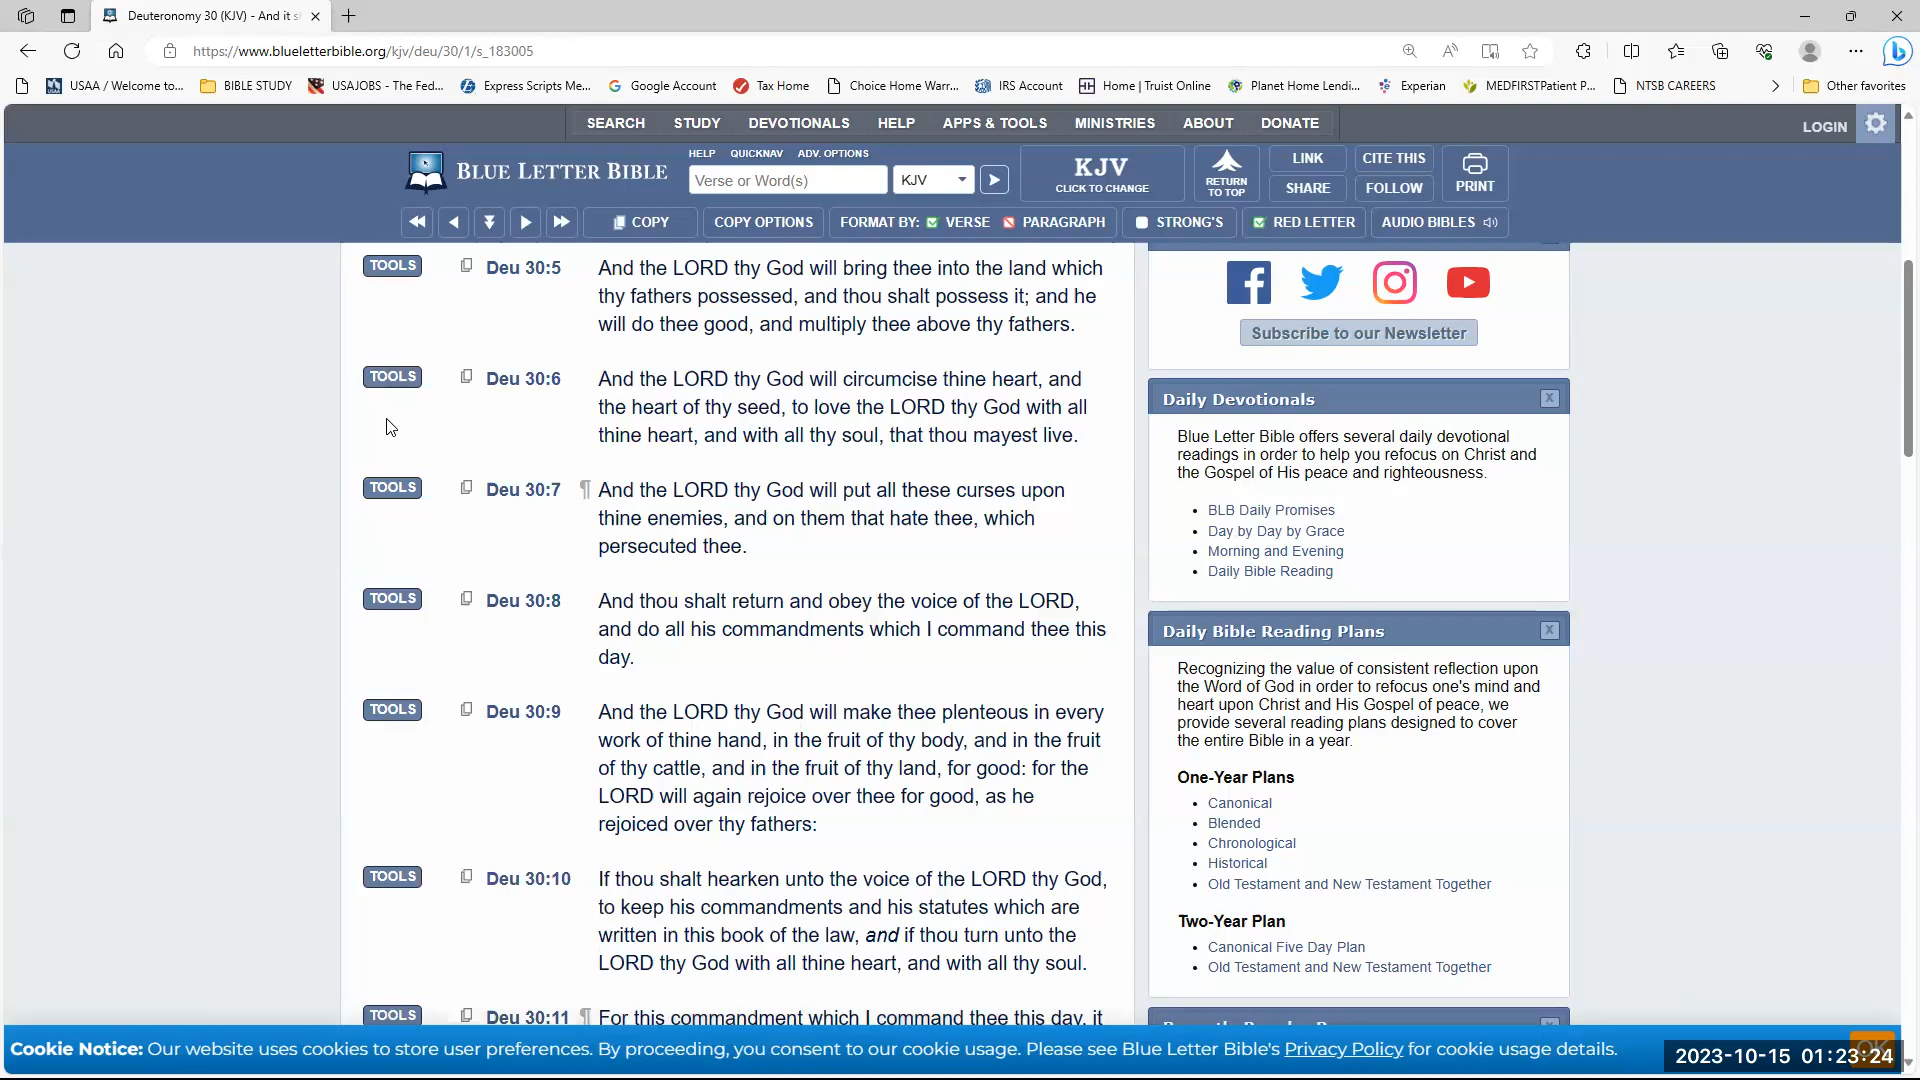 Deuteronomy 30 (KJV) - And it s
https://www.blueletterbible.org/kjv/deu/30/1/s_183005
USAA / Welcome to...
BIBLE STUDY
USAJOBS - The Fed...
Express Scripts Me...
Google Account
Tax Home
Choice Home Warr...
IRS Account
Home | Truist Online
Planet Home Lendi...
Experian
MEDFIRSTPatient P...
NTSB CAREERS
Other favorites
SEARCH STUDY DEVOTIONALS HELP APPS & TOOLS MINISTRIES ABOUT DONATE
LOGIN
BLUE LETTER BIBLE
HELP QUICKNAV ADV. OPTIONS
Verse or Word(s)
KJV
KJV
CLICK TO CHANGE
RETURN
TO TOP
LINK
CITE THIS
SHARE
FOLLOW
PRINT
COPY
COPY OPTIONS
FORMAT BY: VERSE PARAGRAPH
STRONG'S
RED LETTER
AUDIO BIBLES
TOOLS Deu 30:5 And the LORD thy God will bring thee into the land which
thy fathers possessed, and thou shalt possess it; and he
will do thee good, and multiply thee above thy fathers.
TOOLS Deu 30:6 And the LORD thy God will circumcise thine heart, and
the heart of thy seed, to love the LORD thy God with all
thine heart, and with all thy soul, that thou mayest live.
TOOLS Deu 30:7 ¶ And the LORD thy God will put all these curses upon
thine enemies, and on them that hate thee, which
persecuted thee.
TOOLS Deu 30:8 And thou shalt return and obey the voice of the LORD,
and do all his commandments which I command thee this
day.
TOOLS Deu 30:9 And the LORD thy God will make thee plenteous in every
work of thine hand, in the fruit of thy body, and in the fruit
of thy cattle, and in the fruit of thy land, for good: for the
LORD will again rejoice over thee for good, as he
rejoiced over thy fathers:
TOOLS Deu 30:10 If thou shalt hearken unto the voice of the LORD thy God,
to keep his commandments and his statutes which are
written in this book of the law, and if thou turn unto the
LORD thy God with all thine heart, and with all thy soul.
TOOLS Deu 30:11 ¶ For this commandment which I command thee this day, it
Subscribe to our Newsletter
Daily Devotionals
Blue Letter Bible offers several daily devotional
readings in order to help you refocus on Christ and
the Gospel of His peace and righteousness.
BLB Daily Promises
Day by Day by Grace
Morning and Evening
Daily Bible Reading
Daily Bible Reading Plans
Recognizing the value of consistent reflection upon
the Word of God in order to refocus one's mind and
heart upon Christ and His Gospel of peace, we
provide several reading plans designed to cover
the entire Bible in a year.
One-Year Plans
Canonical
Blended
Chronological
Historical
Old Testament and New Testament Together
Two-Year Plan
Canonical Five Day Plan
Old Testament and New Testament Together
Cookie Notice: Our website uses cookies to store user preferences. By proceeding, you consent to our cookie usage. Please see Blue Letter Bible's Privacy Policy for cookie usage details.
2023-10-15 01:23:24